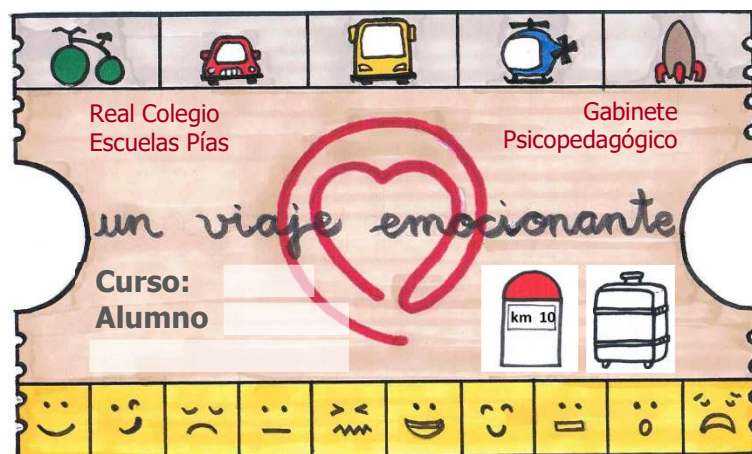 Real Colegio
Escuelas Pías
Gabinete
Psicopedagógico
un viaje emocionante
Curso:
Alumno
km 10